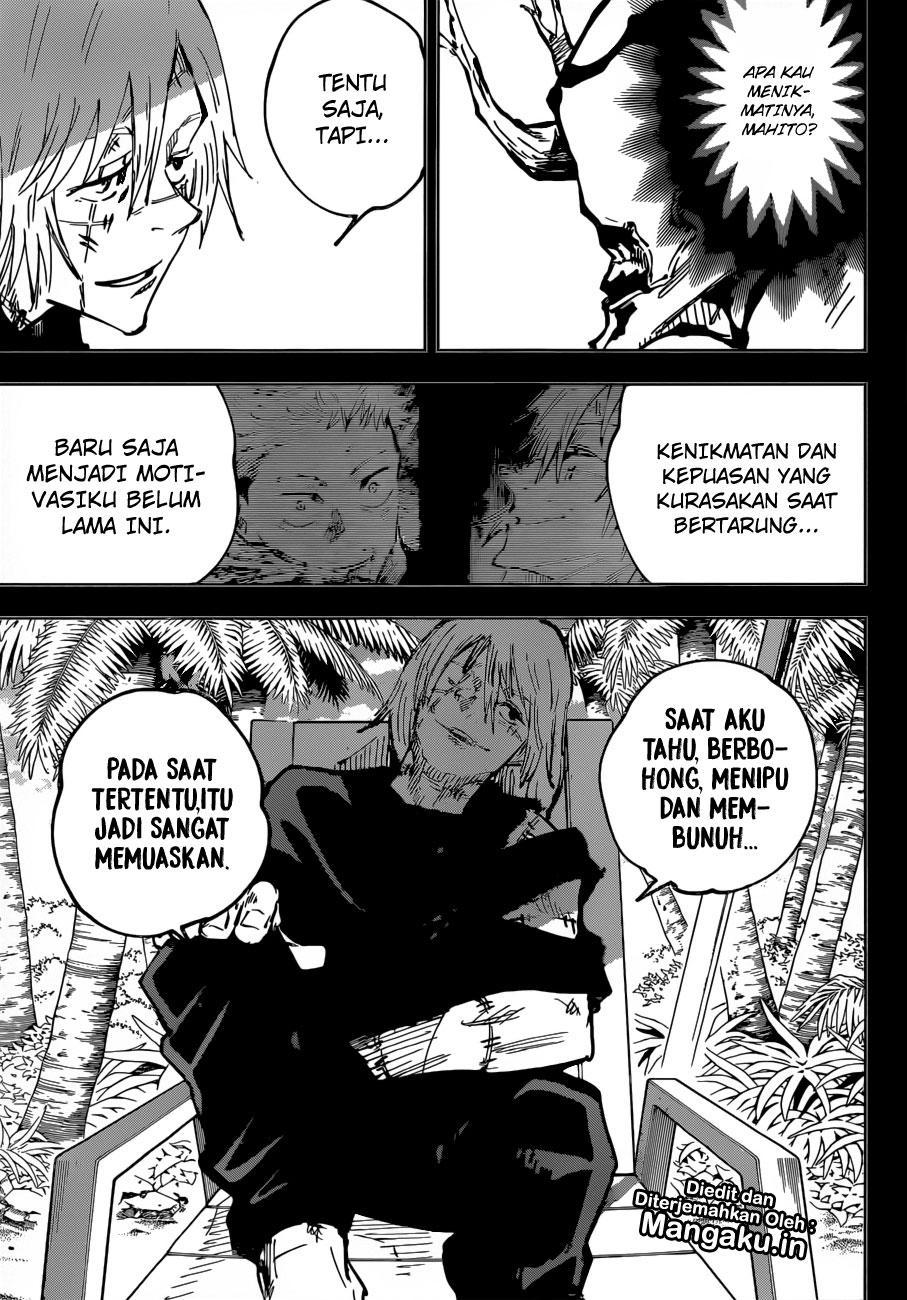 APA KAU
MENIK-
MATINYA,
MAHITO?
TENTU
SAJA,
TAPI...
KENIKMATAN DAN
KEPUASAN YANG
KURASAKAN SAAT
BERTARUNG...
BARU SAJA
MENJADI MOTI-
VASIKU BELUM
LAMA INI.
SAAT AKU
TAHU, BERBO-
HONG, MENIPU
DAN MEM-
BUNUH...
PADA SAAT
TERTENTU,ITU
JADI SANGAT
MEMUASKAN.
Diedit dan
Diterjemahkan Oleh :
Mangaku.in